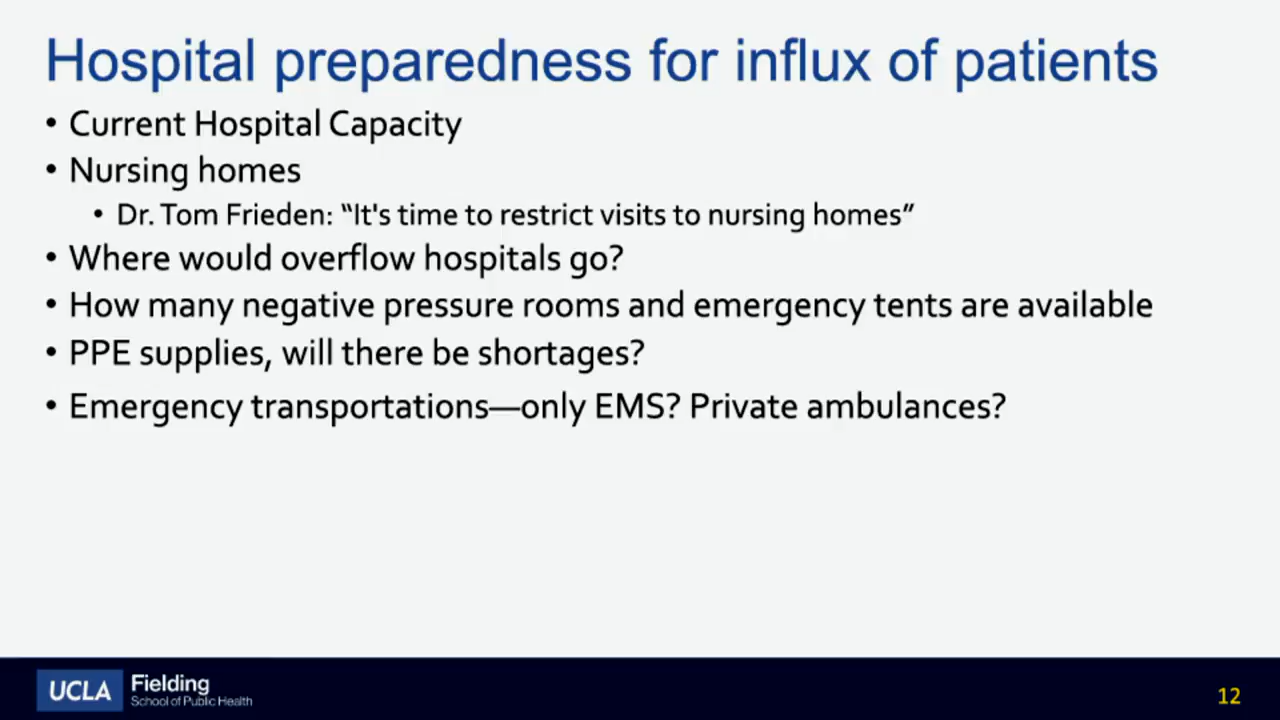 Hospital preparedness for influx of patients
• Current Hospital Capacity
• Nursing homes
• Dr. Tom Frieden: “It's time to restrict visits to nursing homes”
• Where would overflow hospitals go?
• How many negative pressure rooms and emergency tents are available
• PPE supplies, will there be shortages?
• Emergency transportations—only EMS? Private ambulances?
UCLA
Fielding
School of Public Health
12